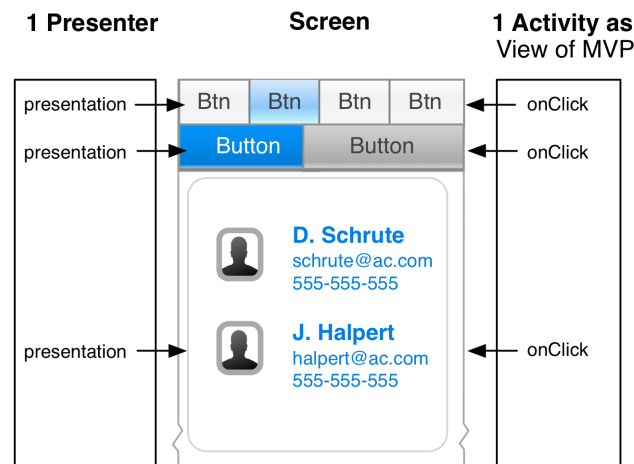 1 Presenter
Screen
1 Activity as
View of MVP
presentation
Btn
Btn
Btn
Btn
onClick
presentation
Button
Button
onClick
D. Schrute
schrute@ac.com
555-555-555
presentation
J. Halpert
halpert@ac.com
555-555-555
onClick